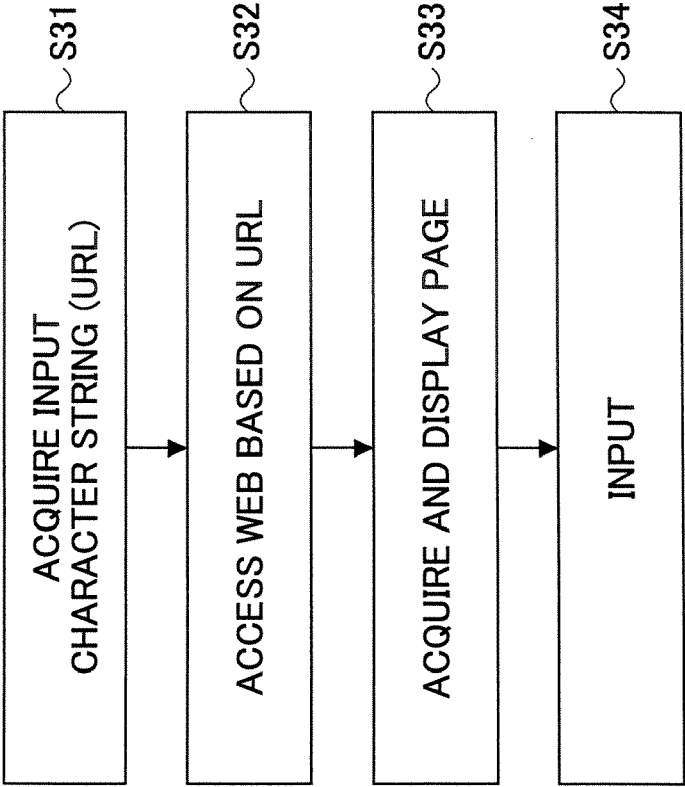 S31
ACQUIRE INPUT
CHARACTER STRING (URL)
S32
ACCESS WEB BASED ON URL
S33
ACQUIRE AND DISPLAY PAGE
S34
INPUT